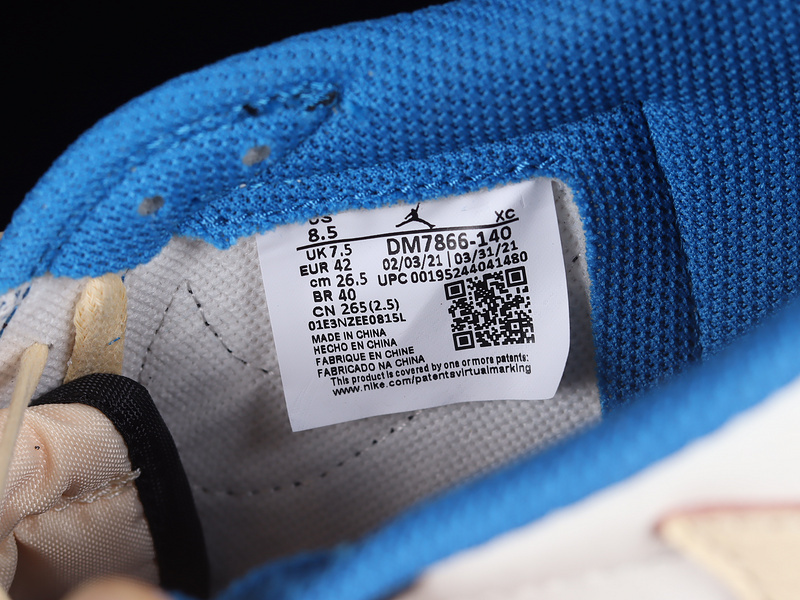 US XC
8.5
UK 7.5 DM7866-140
EUR 42 02/03/21 | 03/31/21
cm 26.5 UPC 00195244041480
BR 40
CN 265(2.5)
01E3NZEE0815L
MADE IN CHINA
HECHO EN CHINA
FABRIQUE EN CHINE
FABRICADO NA CHINA
This product is covered by one or more patents:
www.nike.com/patentsvirtualmarking